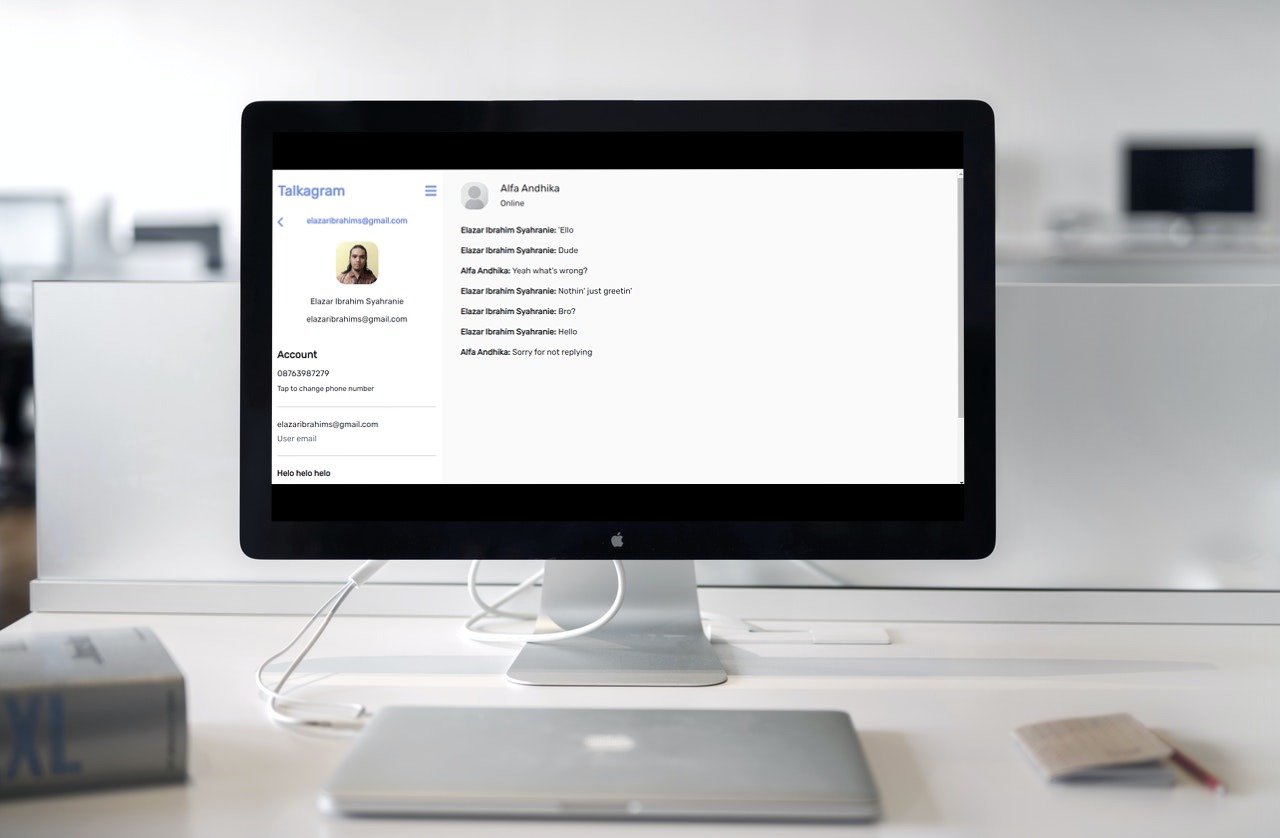 Talkagram
elazaribrahims@gmail.com
Elazar Ibrahim Syahranie
elazaribrahims@gmail.com
Account
08763987279
Tap to change phone number
elazaribrahims@gmail.com
User email
Helo helo helo
Alfa Andhika
Online
Elazar Ibrahim Syahranie: 'Ello
Elazar Ibrahim Syahranie: Dude
Alfa Andhika: Yeah what's wrong?
Elazar Ibrahim Syahranie: Nothin' just greetin'
Elazar Ibrahim Syahranie: Bro?
Elazar Ibrahim Syahranie: Hello
Alfa Andhika: Sorry for not replying
XL